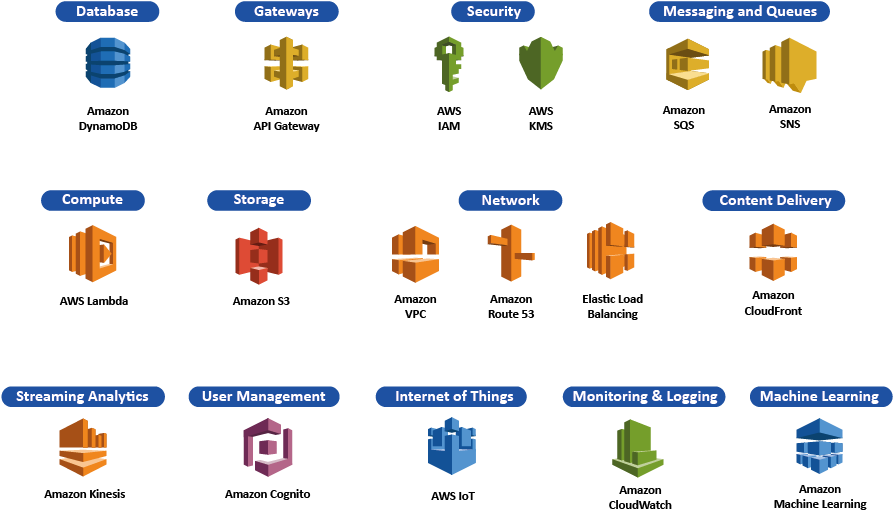 Database
Gateways
Security
Messaging and Queues
Amazon
DynamoDB
Amazon
API Gateway
AWS
IAM
AWS
KMS
Amazon
SQS
Amazon
SNS
Compute
Storage
Network
Content Delivery
AWS Lambda
Amazon S3
Amazon
VPC
Amazon
Route 53
Elastic Load
Balancing
Amazon
CloudFront
Streaming Analytics
User Management
Internet of Things
Monitoring & Logging
Machine Learning
Amazon Kinesis
Amazon Cognito
AWS IoT
Amazon
CloudWatch
Amazon
Machine Learning